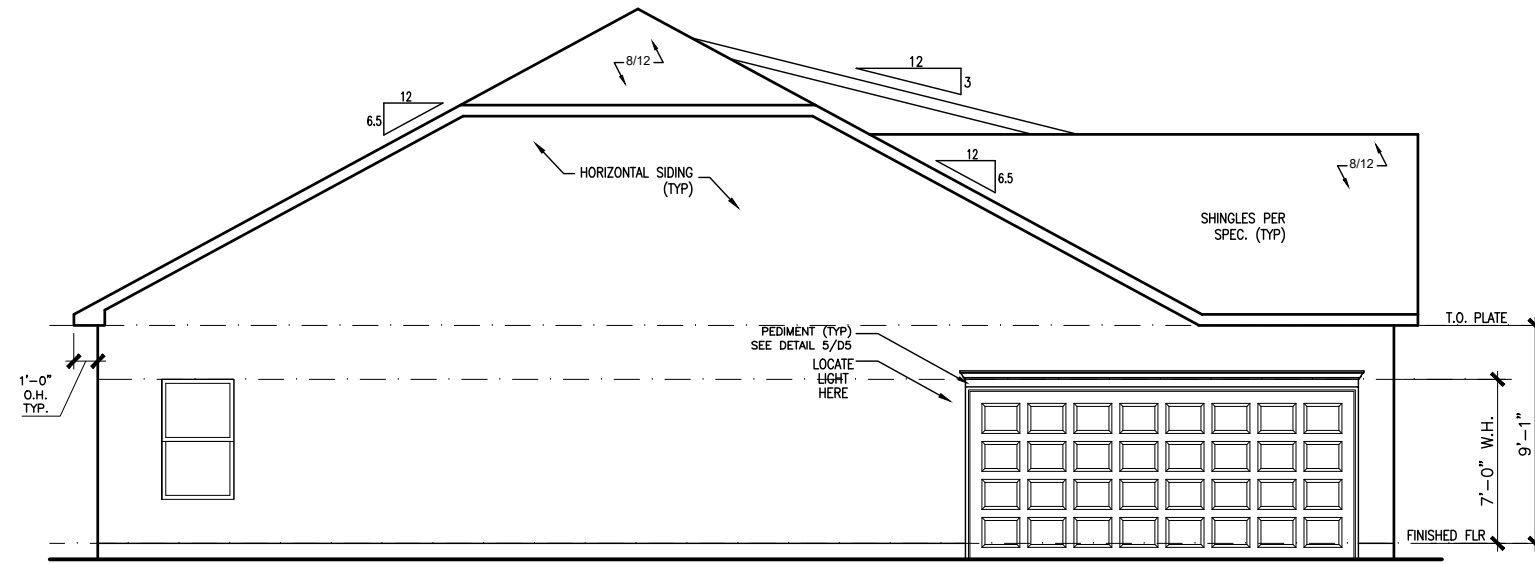 8/12
12
3
12
6.5
HORIZONTAL SIDING
(TYP)
12
6.5
8/12
SHINGLES PER
SPEC. (TYP)
T.O. PLATE
PEDIMENT (TYP)
SEE DETAIL 5/D5
LOCATE
LIGHT
HERE
1'-0"
O.H.
TYP.
7'-0" W.H.
9'-1"
FINISHED FLR